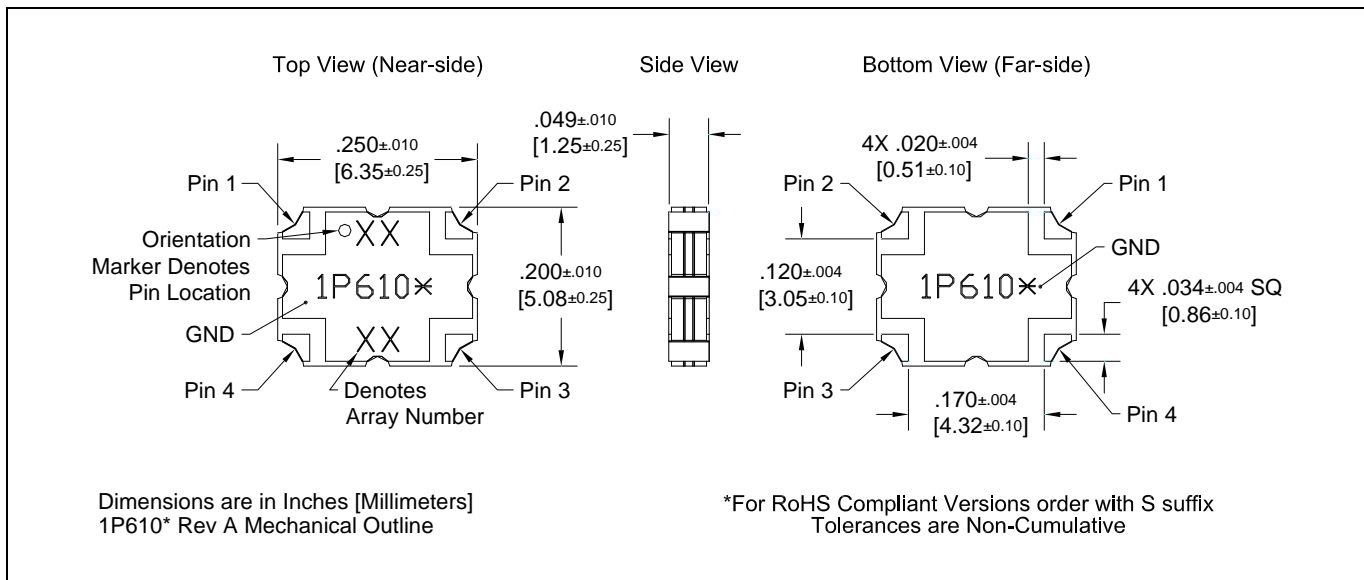 Top View (Near-side)
Side View
Bottom View (Far-side)
.250±.010
[6.35±0.25]
.049±.010
[1.25±0.25]
4X .020±.004
[0.51±0.10]
Pin 1
Pin 2
Pin 2
Pin 1
Orientation
Marker Denotes
Pin Location
XX
1P610*
XX
GND
.200±.010
[5.08±0.25]
.120±.004
[3.05±0.10]
1P610*
GND
4X .034±.004 SQ
[0.86±0.10]
Pin 4
Denotes
Array Number
Pin 3
Pin 3
.170±.004
[4.32±0.10]
Pin 4
Dimensions are in Inches [Millimeters]
1P610* Rev A Mechanical Outline
*For RoHS Compliant Versions order with S suffix
Tolerances are Non-Cumulative